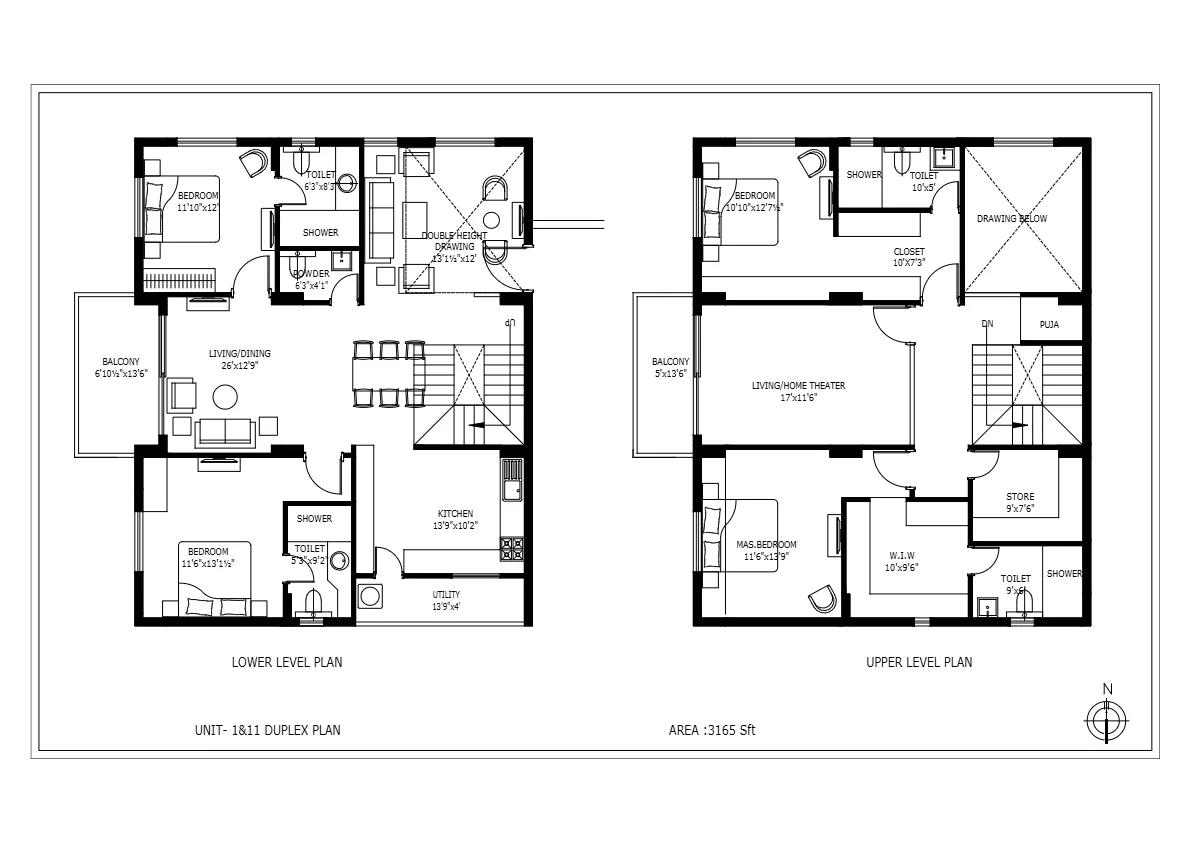 BEDROOM
11'10"x12'
TOILET
6'3"x8'3"
SHOWER
POWDER
6'3"x4'1"
DOUBLE HEIGHT
DRAWING
13'1½"x12'
UP
BALCONY
6'10½"x13'6"
LIVING/DINING
26'x12'9"
BEDROOM
11'6"x13'1½"
SHOWER
TOILET
5'3"x9'2"
KITCHEN
13'9"x10'2"
UTILITY
13'9"x4'
LOWER LEVEL PLAN
BEDROOM
10'10"x12'7½"
SHOWER
TOILET
10'x5'
CLOSET
10'X7'3"
DRAWING BELOW
DN
PUJA
BALCONY
5'x13'6"
LIVING/HOME THEATER
17'x11'6"
MAS.BEDROOM
11'6"x13'9"
W.I.W
10'x9'6"
STORE
9'x7'6"
TOILET
9'x6'
SHOWER
UPPER LEVEL PLAN
UNIT- 1&11 DUPLEX PLAN
AREA :3165 Sft
N